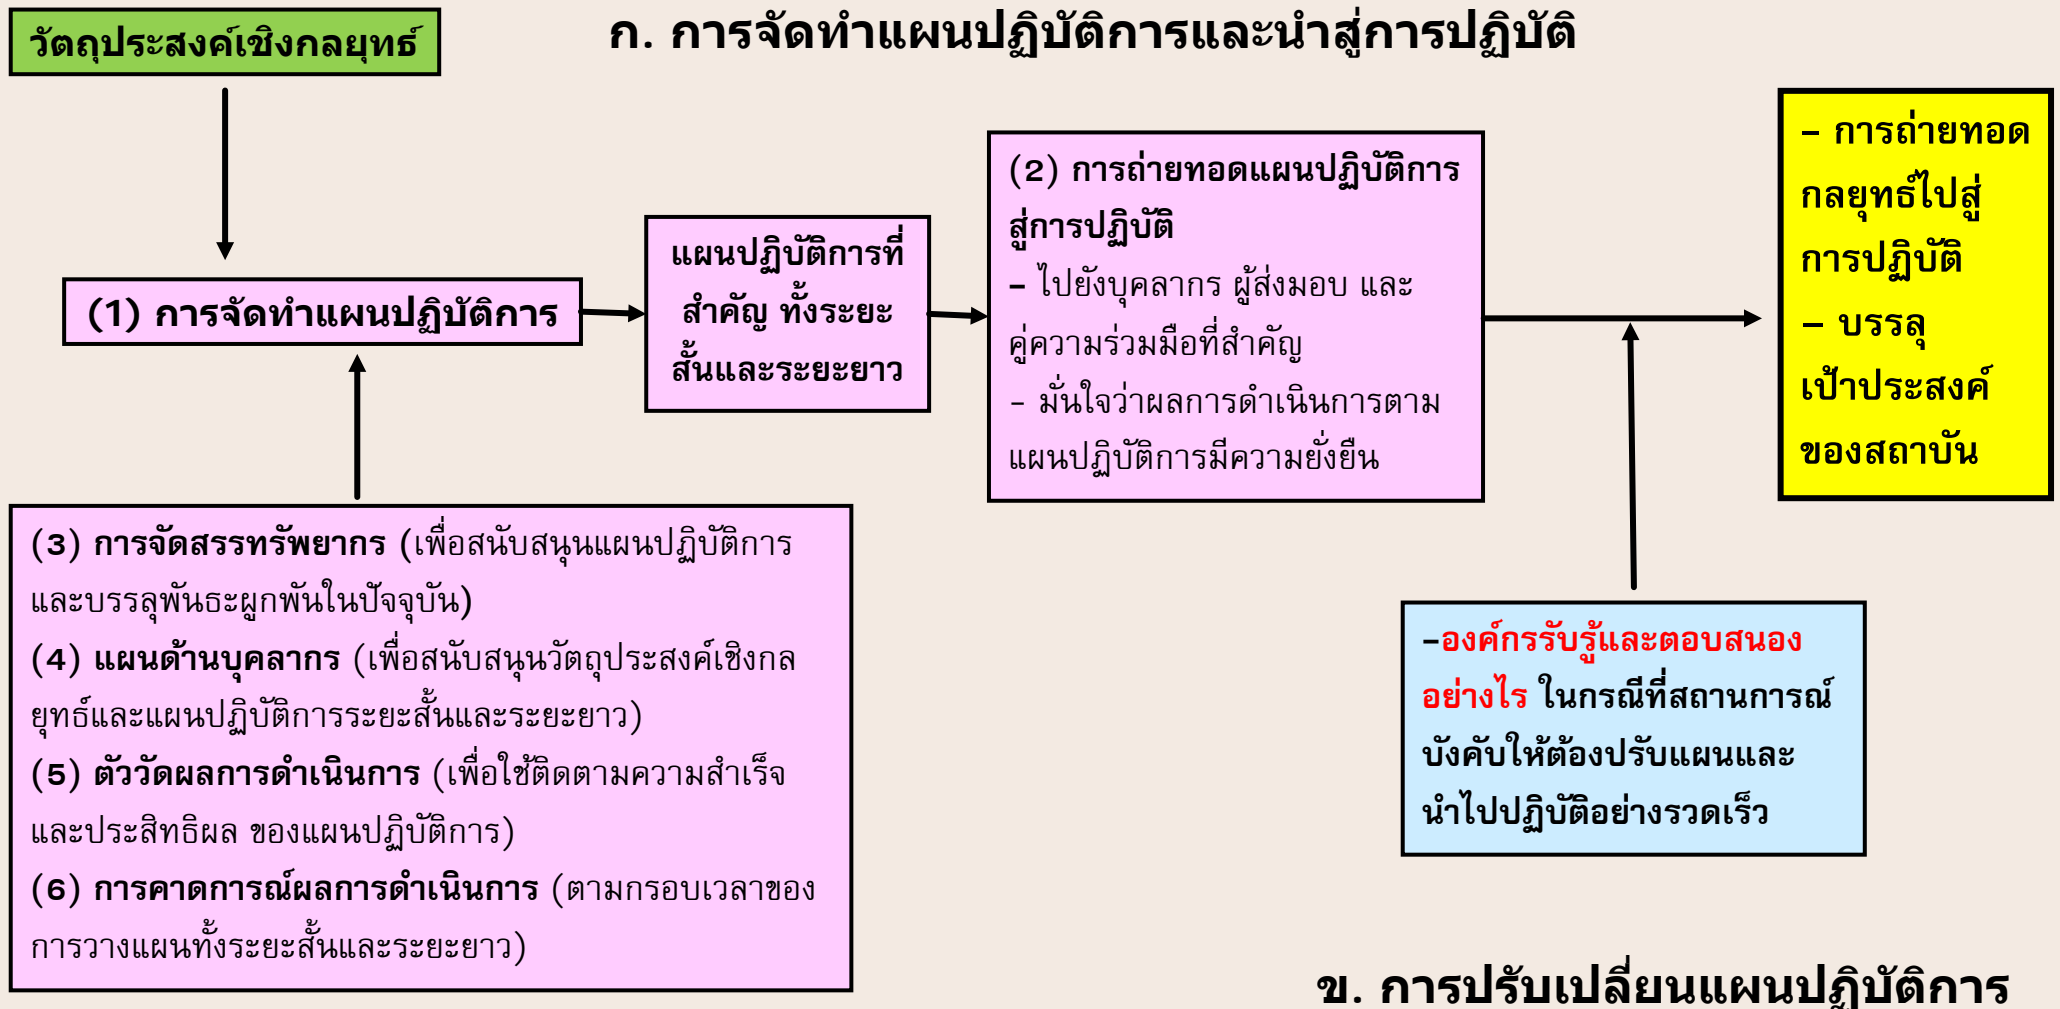 ก. การจัดทำแผนปฏิบัติการและนำสู่การปฏิบัติ
วัตถุประสงค์เชิงกลยุทธ์
(1) การจัดทำแผนปฏิบัติการ
แผนปฏิบัติการที่
สำคัญ ทั้งระยะ
สั้นและระยะยาว
(2) การถ่ายทอดแผนปฏิบัติการ
สู่การปฏิบัติ
– ไปยังบุคลากร ผู้ส่งมอบ และ
คู่ความร่วมมือที่สำคัญ
- มั่นใจว่าผลการดำเนินการตาม
แผนปฏิบัติการมีความยั่งยืน
– การถ่ายทอด
กลยุทธ์ไปสู่
การปฏิบัติ
– บรรลุ
เป้าประสงค์
ของสถาบัน
(3) การจัดสรรทรัพยากร (เพื่อสนับสนุนแผนปฏิบัติการ
และบรรลุพันธะผูกพันในปัจจุบัน)
(4) แผนด้านบุคลากร (เพื่อสนับสนุนวัตถุประสงค์เชิงกล
ยุทธ์และแผนปฏิบัติการระยะสั้นและระยะยาว)
(5) ตัววัดผลการดำเนินการ (เพื่อใช้ติดตามความสำเร็จ
และประสิทธิผล ของแผนปฏิบัติการ)
(6) การคาดการณ์ผลการดำเนินการ (ตามกรอบเวลาของ
การวางแผนทั้งระยะสั้นและระยะยาว)
–องค์กรรับรู้และตอบสนอง
อย่างไร ในกรณีที่สถานการณ์
บังคับให้ต้องปรับแผนและ
นำไปปฏิบัติอย่างรวดเร็ว
ข. การปรับเปลี่ยนแผนปฏิบัติการ